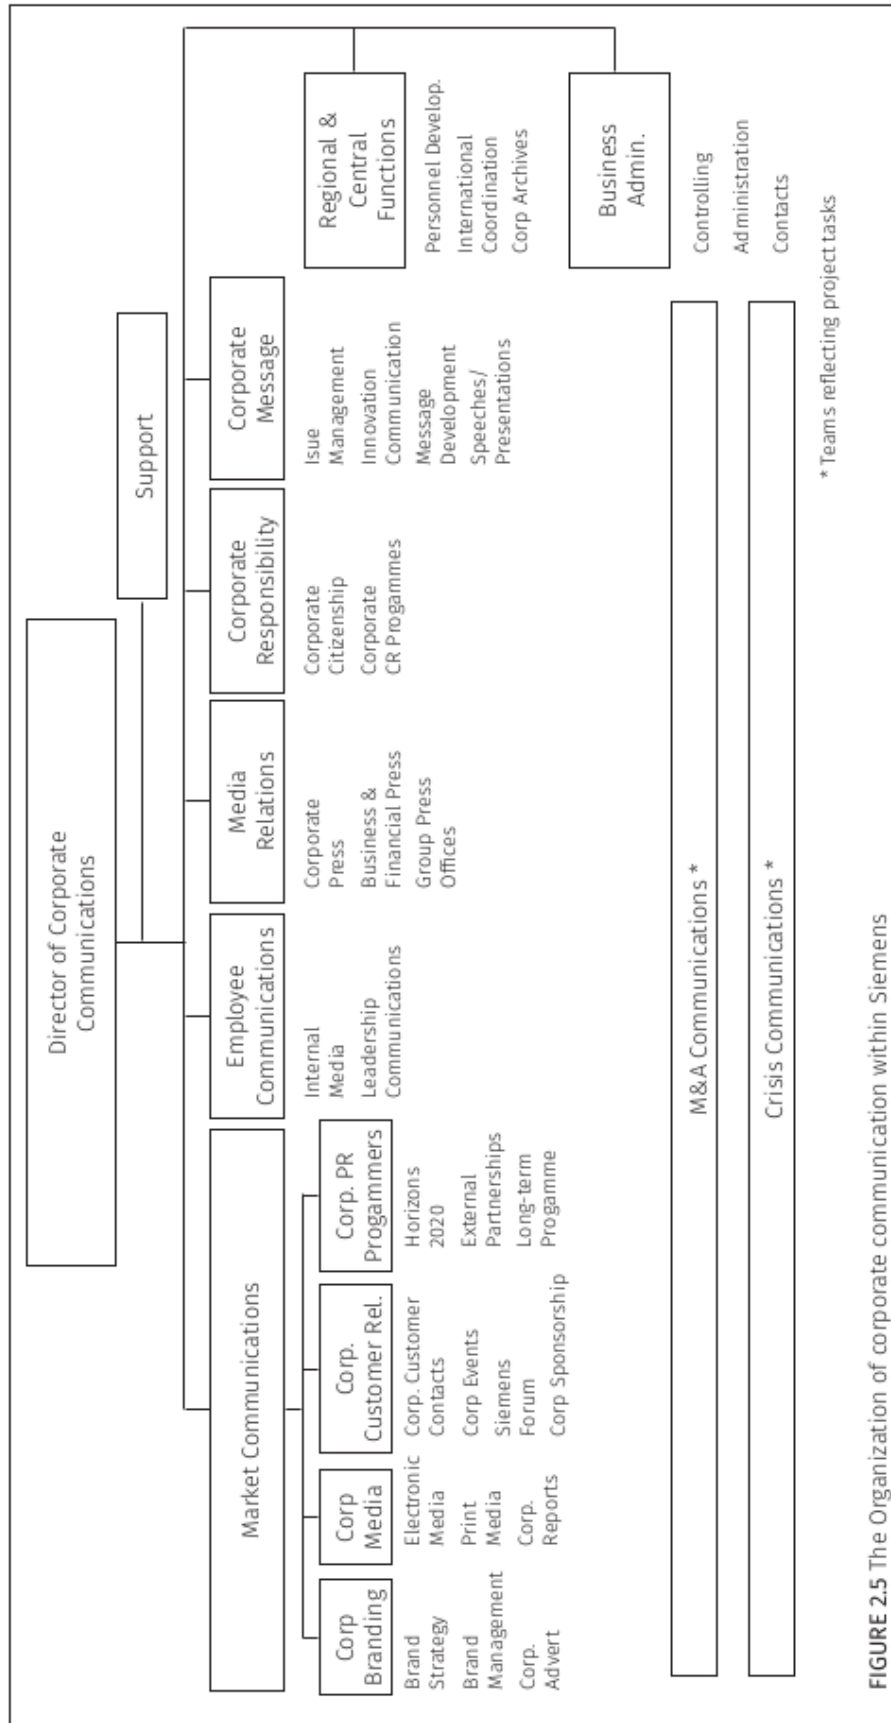 Director of Corporate
Communications
Support
Market Communications
Corp
Branding
Brand
Strategy
Brand
Management
Corp.
Advert
Corp
Media
Electronic
Media
Print
Media
Corp.
Reports
Corp.
Customer Rel.
Corp. Customer
Contacts
Corp Events
Siemens
Forum
Corp Sponsorship
Corp. PR
Progammers
Horizons
2020
External
Partnerships
Long-term
Progamme
Employee
Communications
Internal
Media
Leadership
Communications
Media
Relations
Corporate
Press
Business &
Financial Press
Group Press
Offices
Corporate
Responsibility
Corporate
Citizenship
Corporate
CR Progammes
Corporate
Message
Isue
Management
Innovation
Communication
Message
Development
Speeches/
Presentations
Regional &
Central
Functions
Personnel Develop.
International
Coordination
Corp Archives
Business
Admin.
Controlling
Administration
Contacts
M&A Communications *
Crisis Communications *
*Teams reflecting project tasks
FIGURE 2.5 The Organization of corporate communication within Siemens